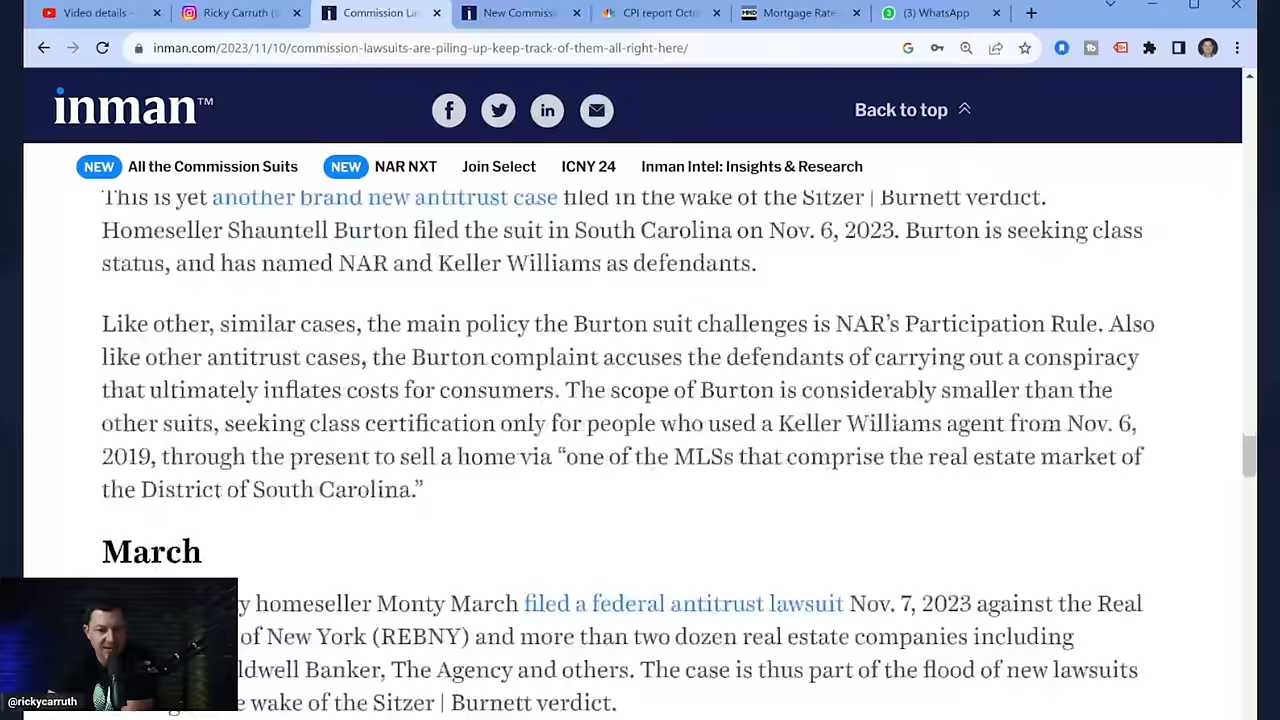 Video details -
Ricky Carruth (
Commission La
New Commis
CPI report Oct
HND
Mortgage Rate
(3) WhatsApp
inman.com/2023/11/10/commission-lawsuits-are-piling-up-keep-track-of-them-all-right-here/
inman™
Back to top
NEW All the Commission Suits NEW NAR NXT Join Select ICNY 24 Inman Intel: Insights & Research
This is yet another brand new antitrust case filed in the wake of the Sitzer | Burnett verdict.
Homeseller Shauntell Burton filed the suit in South Carolina on Nov. 6, 2023. Burton is seeking class
status, and has named NAR and Keller Williams as defendants.
Like other, similar cases, the main policy the Burton suit challenges is NAR's Participation Rule. Also
like other antitrust cases, the Burton complaint accuses the defendants of carrying out a conspiracy
that ultimately inflates costs for consumers. The scope of Burton is considerably smaller than the
other suits, seeking class certification only for people who used a Keller Williams agent from Nov. 6,
2019, through the present to sell a home via “one of the MLSs that comprise the real estate market of
the District of South Carolina.”
March
y homeseller Monty March filed a federal antitrust lawsuit Nov. 7, 2023 against the Real
of New York (REBNY) and more than two dozen real estate companies including
ldwell Banker, The Agency and others. The case is thus part of the flood of new lawsuits
e wake of the Sitzer | Burnett verdict.
@rickycarruth